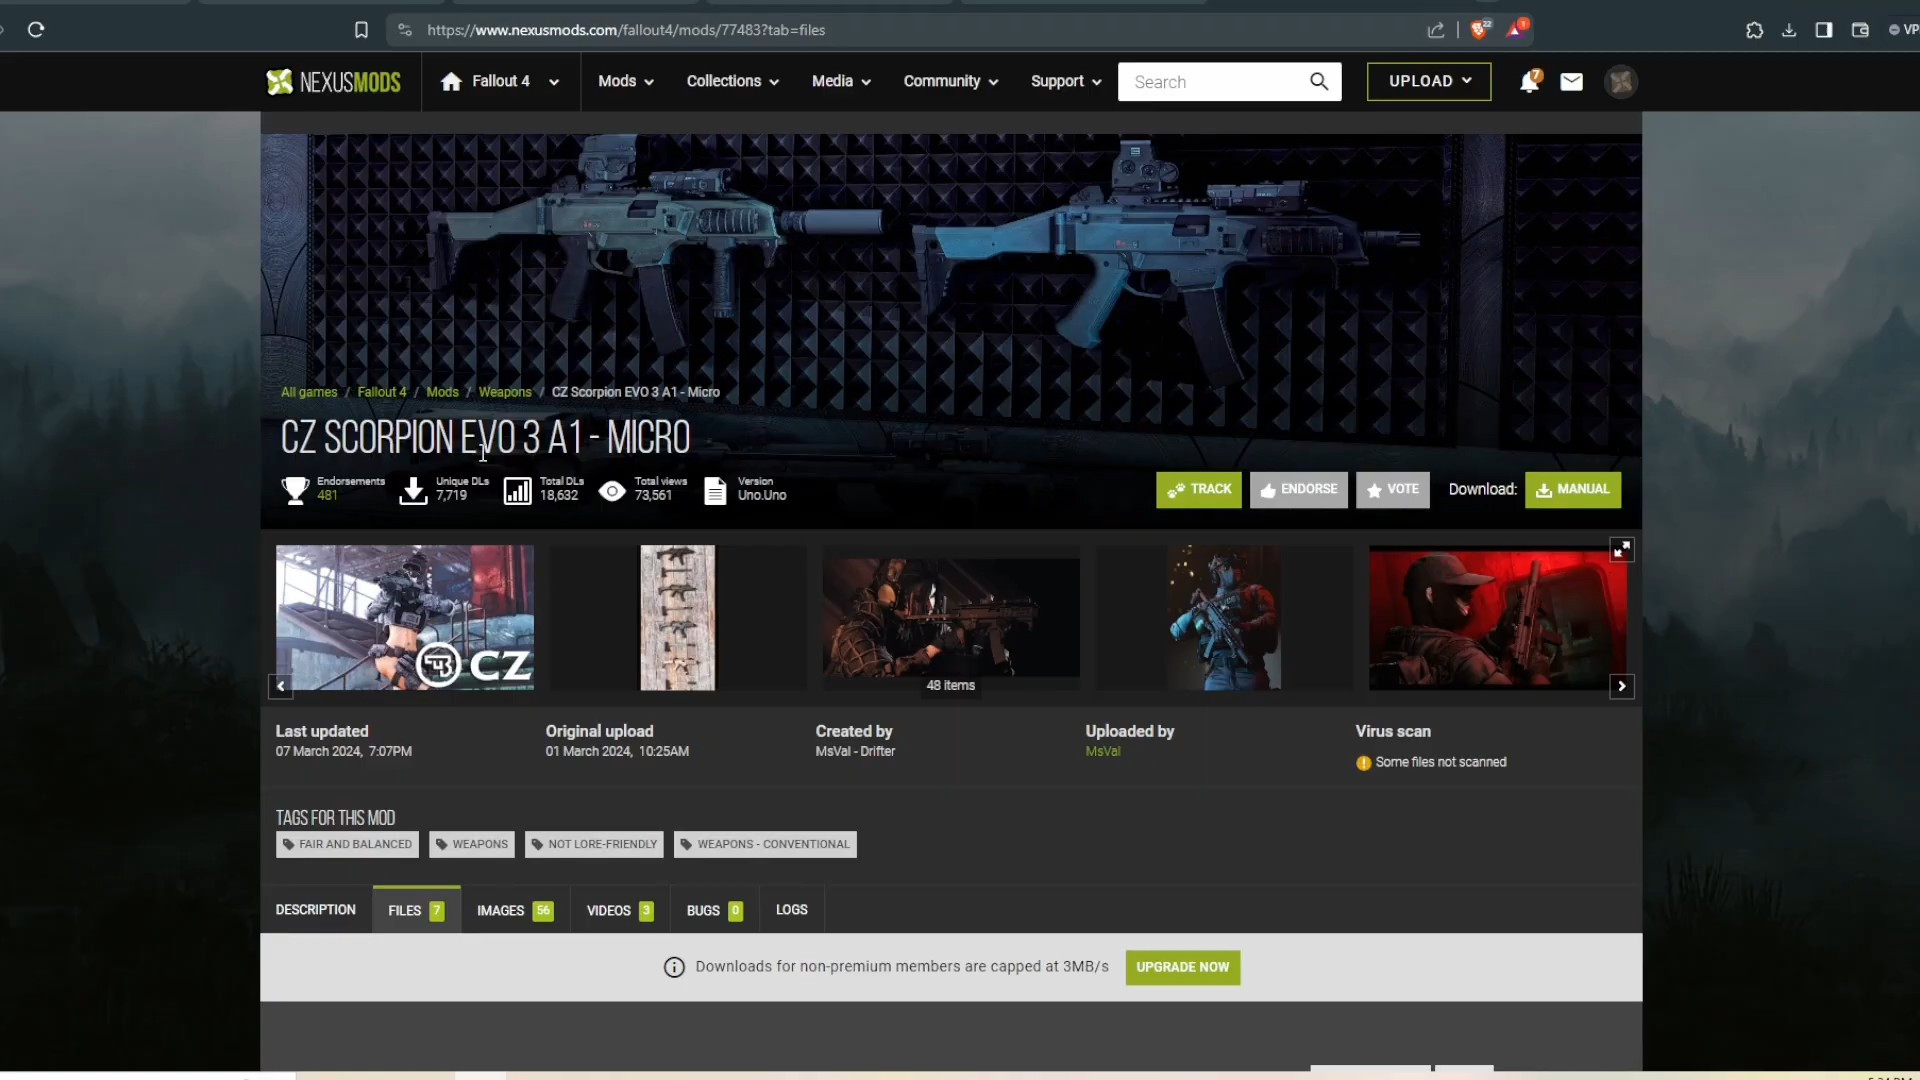 https://www.nexusmods.com/fallout4/mods/77483?tab=files
22
1
VP
NEXUSMODS
Fallout 4
Mods
Collections
Media
Community
Support
Search
UPLOAD
7
All games / Fallout 4 / Mods / Weapons / CZ Scorpion EVO 3 A1 - Micro
CZ SCORPION EVO 3 A1 - MICRO
Endorsements
481
Unique DLs
7,719
Total DLs
18,632
Total views
73,561
Version
Uno.Uno
TRACK
ENDORSE
VOTE
Download:
MANUAL
CZ
48 items
Last updated
07 March 2024, 7:07PM
Original upload
01 March 2024, 10:25AM
Created by
MsVal - Drifter
Uploaded by
MsVal
Virus scan
Some files not scanned
TAGS FOR THIS MOD
FAIR AND BALANCED
WEAPONS
NOT LORE-FRIENDLY
WEAPONS - CONVENTIONAL
DESCRIPTION
FILES 7
IMAGES 56
VIDEOS 3
BUGS 0
LOGS
Downloads for non-premium members are capped at 3MB/s
UPGRADE NOW